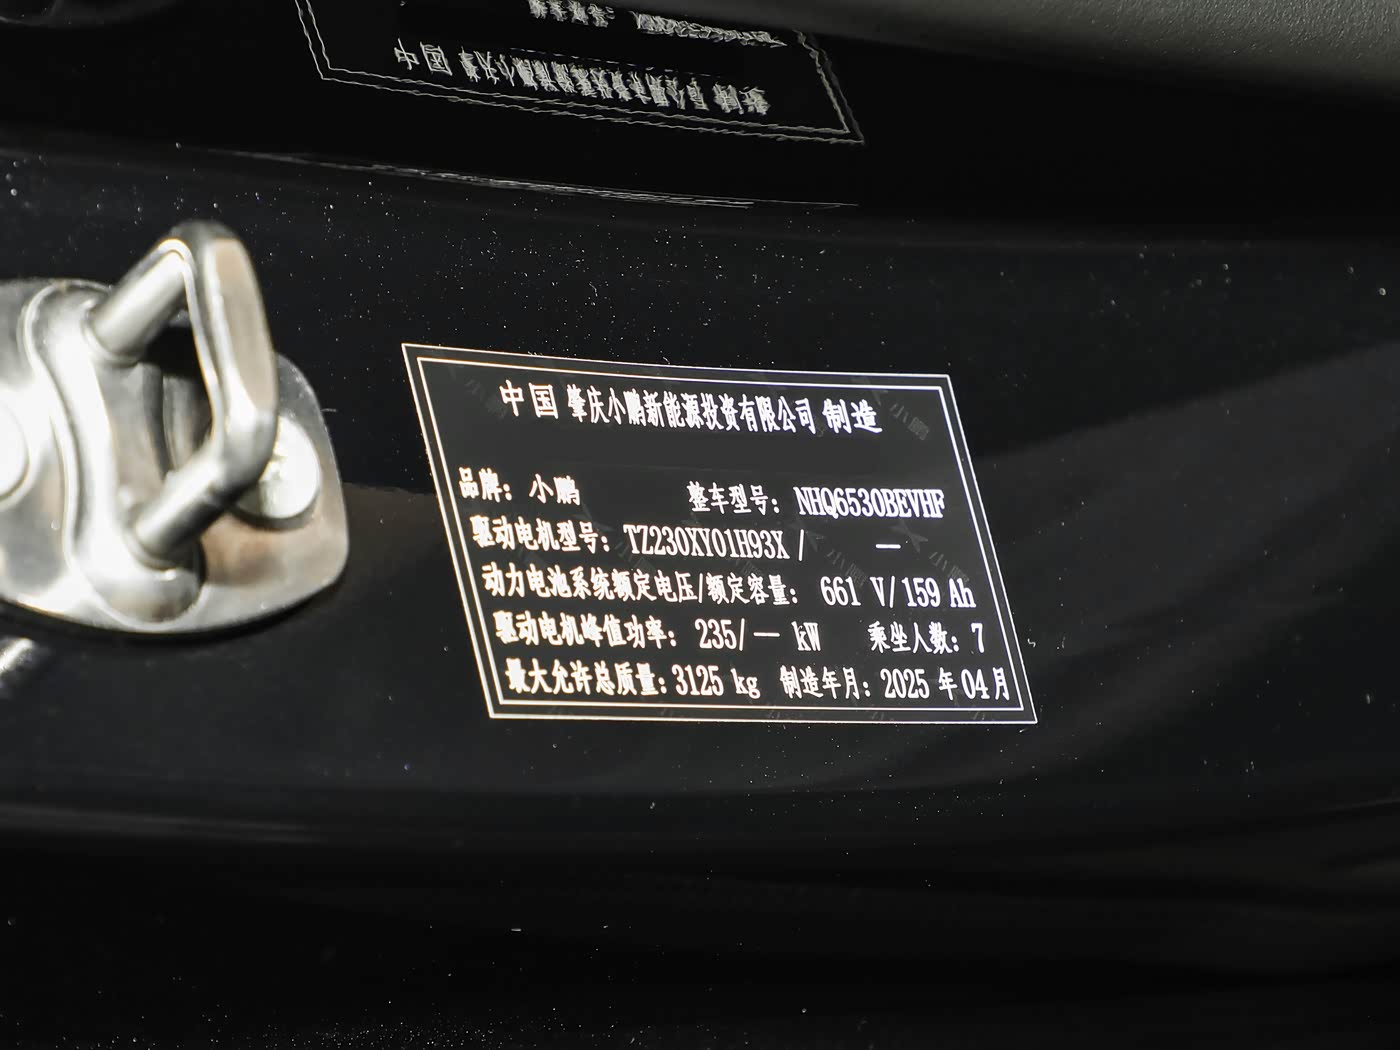 中国 肇庆小鹏新能源投资有限公司 制造
品牌：小鹏 整车型号：NHQ6530BEVHF
驱动电机型号：TZ230XY01H93X / —
动力电池系统额定电压/额定容量： 661 V/ 159 Ah
驱动电机峰值功率： 235/ — kW 乘坐人数：7
最大允许总质量：3125 kg 制造年月：2025 年 04 月